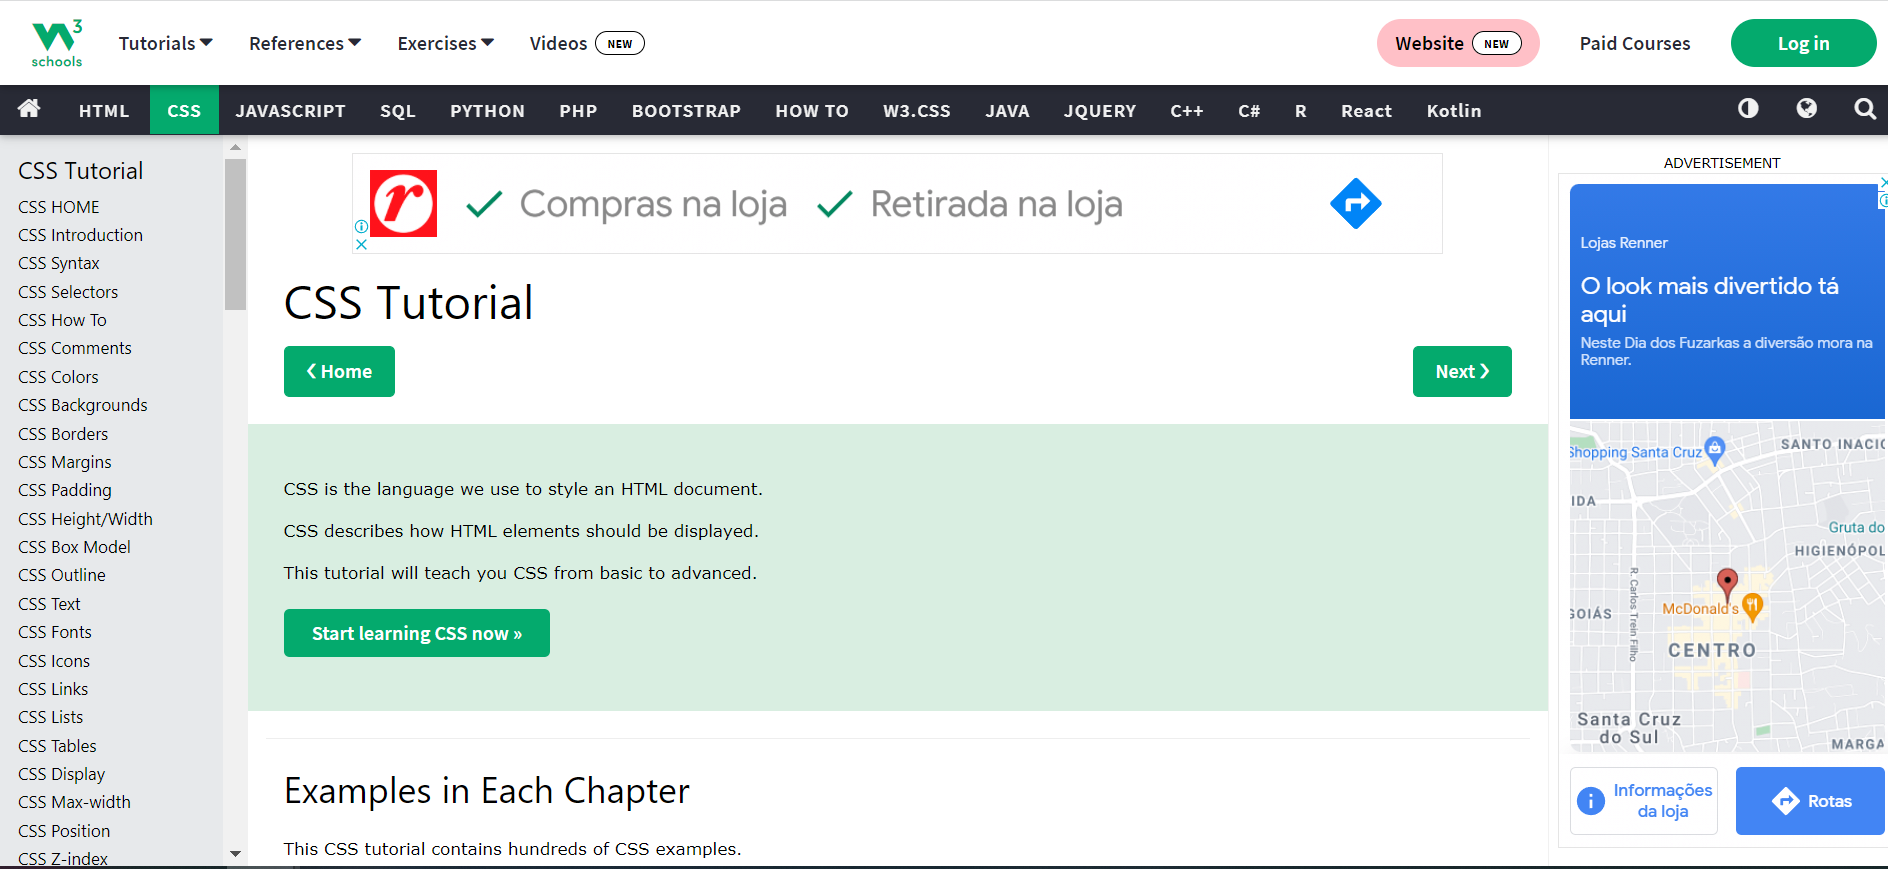 W3
schools
Tutorials
References
Exercises
Videos
NEW
Website
NEW
Paid Courses
Log in
HTML
CSS
JAVASCRIPT
SQL
PYTHON
PHP
BOOTSTRAP
HOW TO
W3.CSS
JAVA
JQUERY
C++
C#
R
React
Kotlin
CSS Tutorial
CSS HOME
CSS Introduction
CSS Syntax
CSS Selectors
CSS How To
CSS Comments
CSS Colors
CSS Backgrounds
CSS Borders
CSS Margins
CSS Padding
CSS Height/Width
CSS Box Model
CSS Outline
CSS Text
CSS Fonts
CSS Icons
CSS Links
CSS Lists
CSS Tables
CSS Display
CSS Max-width
CSS Position
CSS Z-index
r
Compras na loja
Retirada na loja
CSS Tutorial
❮ Home
Next ❯
CSS is the language we use to style an HTML document.
CSS describes how HTML elements should be displayed.
This tutorial will teach you CSS from basic to advanced.
Start learning CSS now »
Examples in Each Chapter
This CSS tutorial contains hundreds of CSS examples.
ADVERTISEMENT
Lojas Renner
O look mais divertido tá
aqui
Neste Dia dos Fuzarkas a diversão mora na
Renner.
Shopping Santa Cruz
SANTO INACIO
IDA
Gruta do
HIGIENÓPOL
R. Carlos Trein Filho
GOIÁS
McDonald's
CENTRO
Santa Cruz
do Sul
MARGA
Informações
da loja
Rotas